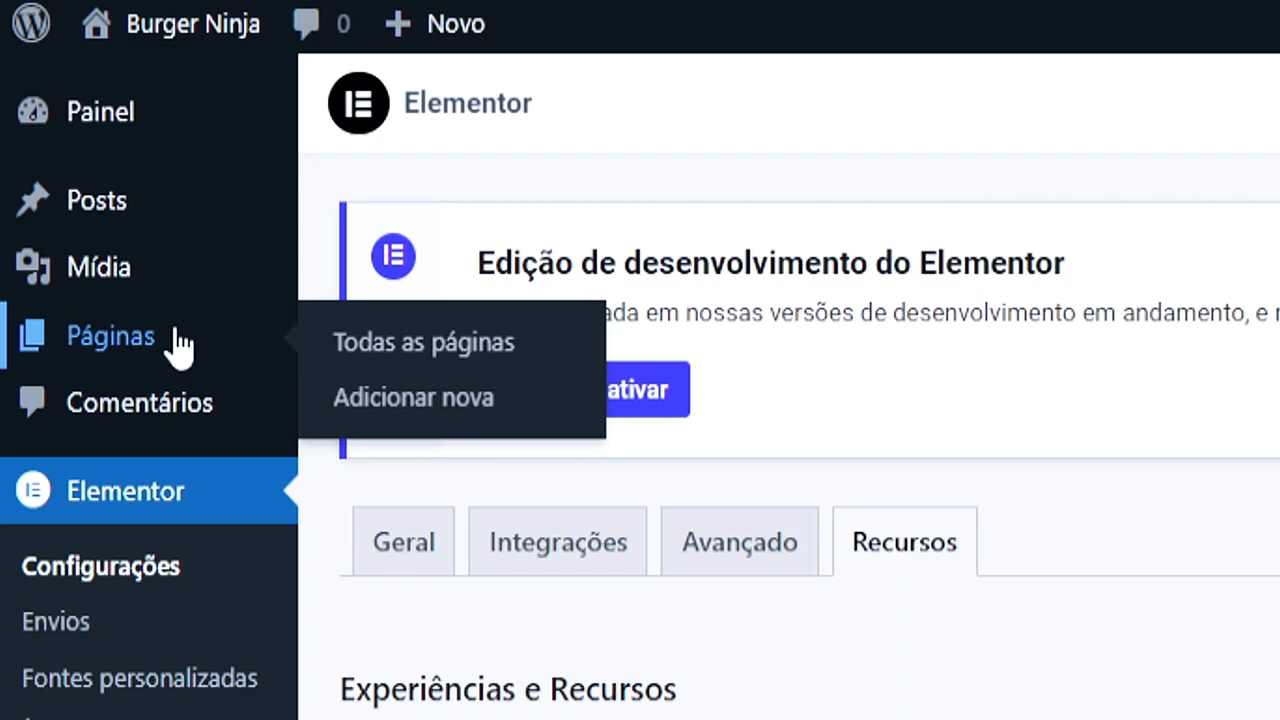 Burger Ninja
0
Novo
Painel
Posts
Mídia
Páginas
Comentários
Elementor
Configurações
Envios
Fontes personalizadas
Todas as páginas
Adicionar nova
Elementor
Edição de desenvolvimento do Elementor
em nossas versões de desenvolvimento em andamento, e
ativar
Geral
Integrações
Avançado
Recursos
Experiências e Recursos